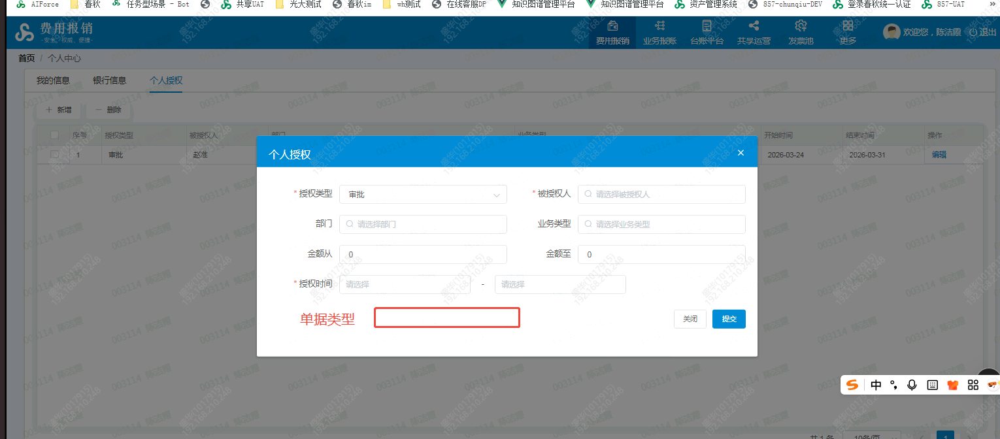 AIForce 春秋 任务型场景 - Bot 共享UAT 光大测试 春秋im wh测试 在线客服DP 知识图谱管理平台 知识图谱管理平台 资产管理系统 857-chunqiu-DEV 登录春秋统一认证 857-UAT »
费用报销
-安全、权威、便捷-
费用报销 业务报账 台账平台 共享运营 发票池 更多 欢迎您，陈洁霞 退出
首页 / 个人中心
我的信息 银行信息 个人授权
+ 新增 — 删除
序号 授权类型 被授权人 部门 业务类型 开始时间 结束时间 操作
1 审批 赵准 2026-03-24 2026-03-31 编辑
个人授权 ×
* 授权类型 审批 * 被授权人 请选择被授权人
部门 请选择部门 业务类型 请选择业务类型
金额从 0 金额至 0
* 授权时间 请选择 - 请选择
单据类型
关闭 提交
中
共 1 条 10条/页 1
192.168.210.248